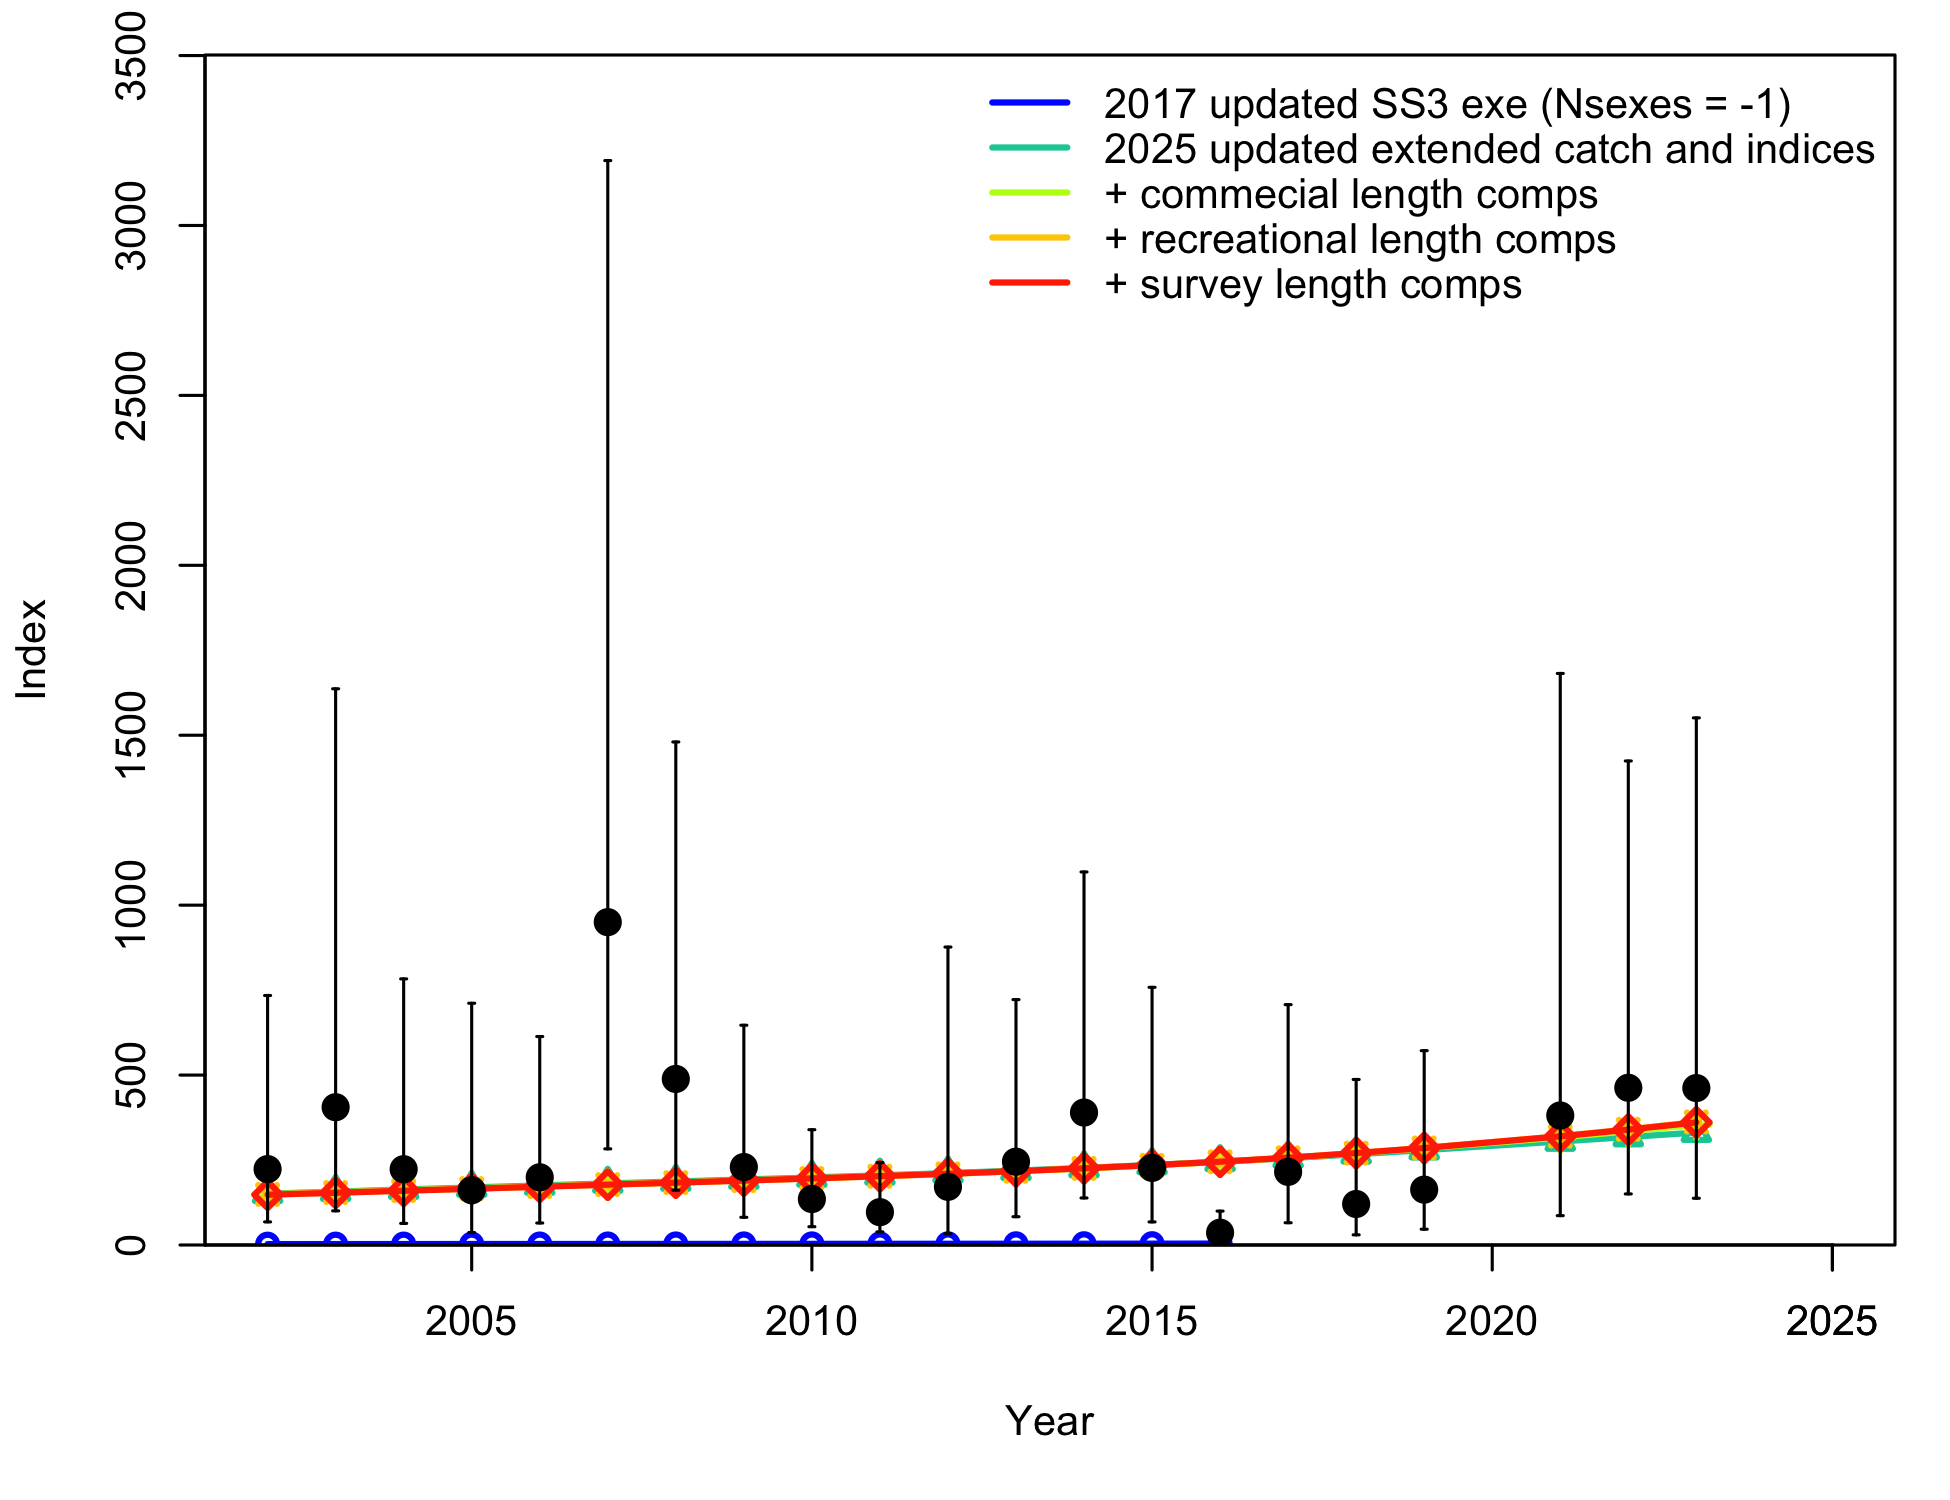 3500
3000
2500
2000
1500
1000
500
0
Index
2017 updated SS3 exe (Nsexes = -1)
2025 updated extended catch and indices
+ commecial length comps
+ recreational length comps
+ survey length comps
2005 2010 2015 2020 2025
Year